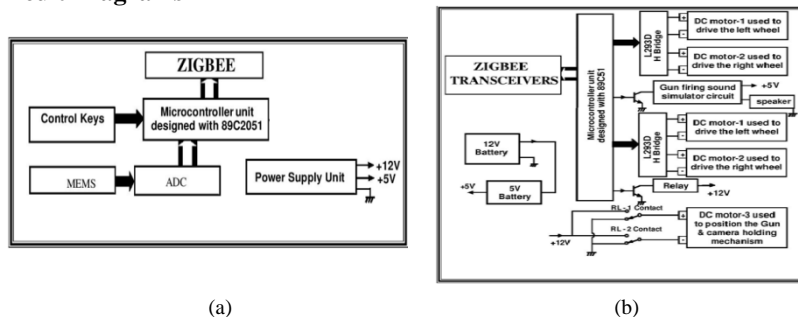 ZIGBEE
Control Keys
Microcontroller unit
designed with 89C2051
MEMS
ADC
Power Supply Unit
+12V
+5V
(a)
ZIGBEE
TRANSCEIVERS
Microcontroller unit
designed with 89C51
L293D
H Bridge
+
-
+
-
DC motor-1 used to
drive the left wheel
DC motor-2 used to
drive the right wheel
Gun firing sound
simulator circuit
+5V
speaker
12V
Battery
+5V
5V
Battery
L293D
H Bridge
+
-
+
-
DC motor-1 used to
drive the left wheel
DC motor-2 used to
drive the right wheel
Relay
+12V
RL - 1 Contact
+12V
RL - 2 Contact
+
-
DC motor-3 used
to position the Gun
& camera holding
mechanism
(b)